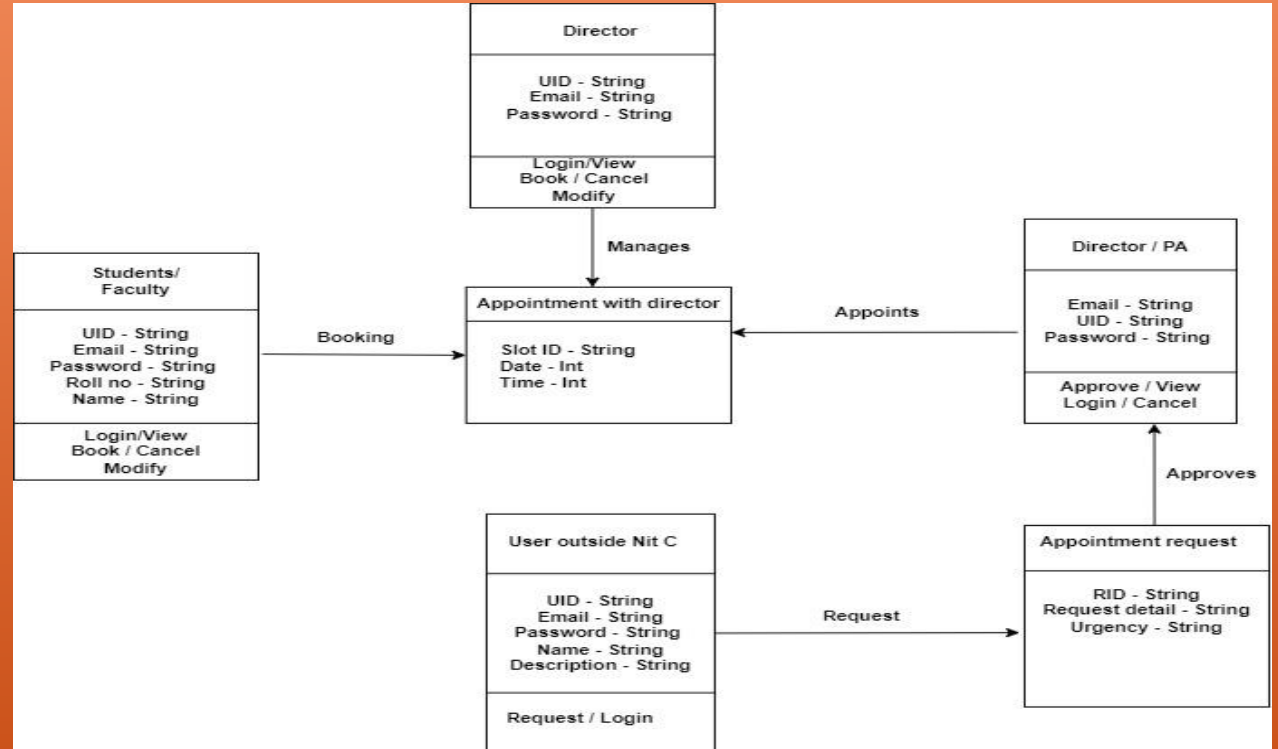 Director
UID - String
Email - String
Password - String
Login/View
Book / Cancel
Modify
Manages
Students/
Faculty
UID - String
Email - String
Password - String
Roll no - String
Name - String
Login/View
Book / Cancel
Modify
Booking
Appointment with director
Slot ID - String
Date - Int
Time - Int
Appoints
Director / PA
Email - String
UID - String
Password - String
Approve / View
Login / Cancel
Approves
User outside Nit C
UID - String
Email - String
Password - String
Name - String
Description - String
Request / Login
Request
Appointment request
RID - String
Request detail - String
Urgency - String